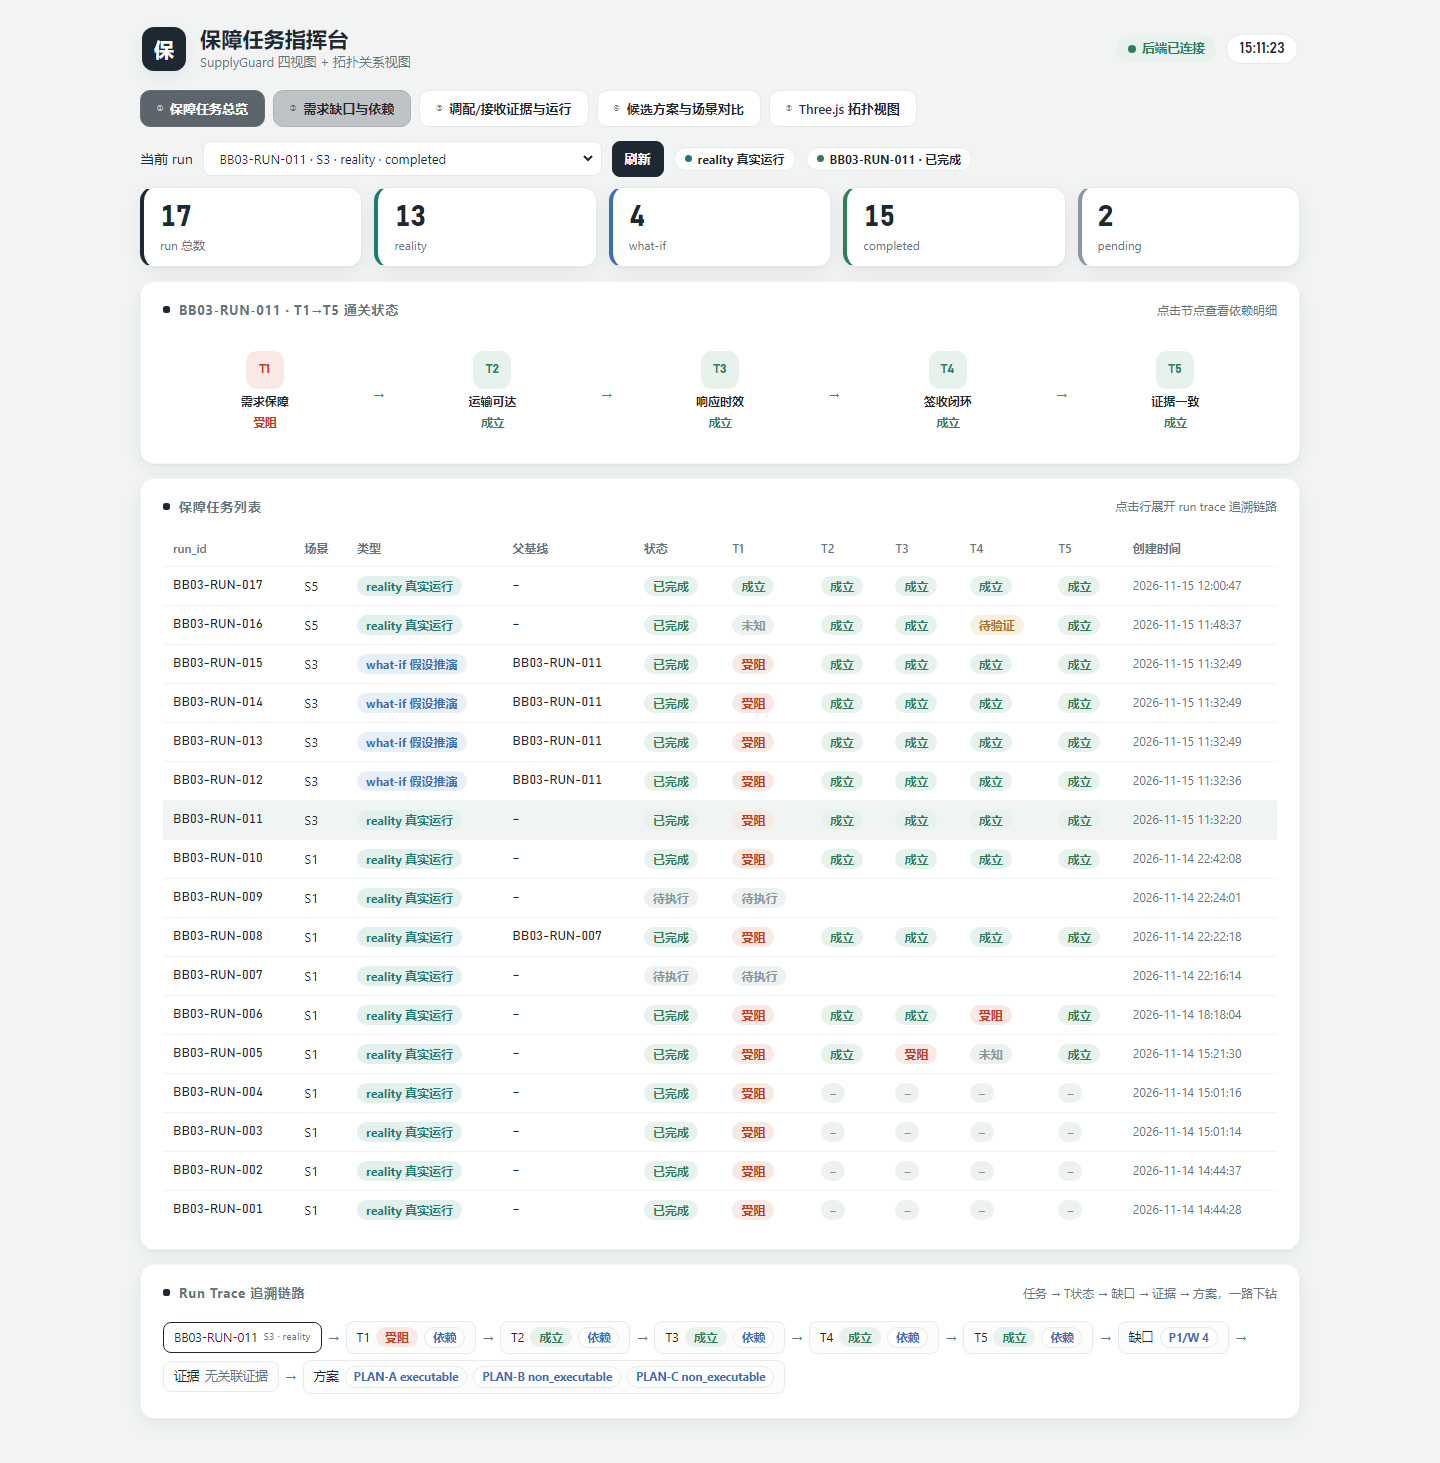 保
保障任务指挥台
SupplyGuard 四视图 + 拓扑关系视图
后端已连接
15:11:23
保障任务总览
需求缺口与依赖
调配/接收证据与运行
候选方案与场景对比
Three.js 拓扑视图
当前 run
BB03-RUN-011 · S3 · reality · completed
刷新
reality 真实运行
BB03-RUN-011 · 已完成
17
run 总数
13
reality
4
what-if
15
completed
2
pending
BB03-RUN-011 · T1→T5 通关状态
点击节点查看依赖明细
T1 → T2 → T3 → T4 → T5
需求保障 运输可达 响应时效 签收闭环 证据一致
受阻 成立 成立 成立 成立
保障任务列表
点击行展开 run trace 追溯链路
run_id 场景 类型 父基线 状态 T1 T2 T3 T4 T5 创建时间
BB03-RUN-017 S5 reality 真实运行 – 已完成 成立 成立 成立 成立 成立 2026-11-15 12:00:47
BB03-RUN-016 S5 reality 真实运行 – 已完成 未知 成立 成立 待验证 成立 2026-11-15 11:48:37
BB03-RUN-015 S3 what-if 假设推演 BB03-RUN-011 已完成 受阻 成立 成立 成立 成立 2026-11-15 11:32:49
BB03-RUN-014 S3 what-if 假设推演 BB03-RUN-011 已完成 受阻 成立 成立 成立 成立 2026-11-15 11:32:49
BB03-RUN-013 S3 what-if 假设推演 BB03-RUN-011 已完成 受阻 成立 成立 成立 成立 2026-11-15 11:32:49
BB03-RUN-012 S3 what-if 假设推演 BB03-RUN-011 已完成 受阻 成立 成立 成立 成立 2026-11-15 11:32:36
BB03-RUN-011 S3 reality 真实运行 – 已完成 受阻 成立 成立 成立 成立 2026-11-15 11:32:20
BB03-RUN-010 S1 reality 真实运行 – 已完成 受阻 成立 成立 成立 成立 2026-11-14 22:42:08
BB03-RUN-009 S1 reality 真实运行 – 待执行 待执行 2026-11-14 22:24:01
BB03-RUN-008 S1 reality 真实运行 BB03-RUN-007 已完成 受阻 成立 成立 成立 成立 2026-11-14 22:22:18
BB03-RUN-007 S1 reality 真实运行 – 待执行 待执行 2026-11-14 22:16:14
BB03-RUN-006 S1 reality 真实运行 – 已完成 受阻 成立 成立 受阻 成立 2026-11-14 18:18:04
BB03-RUN-005 S1 reality 真实运行 – 已完成 受阻 成立 受阻 未知 成立 2026-11-14 15:21:30
BB03-RUN-004 S1 reality 真实运行 – 已完成 受阻 – – – – 2026-11-14 15:01:16
BB03-RUN-003 S1 reality 真实运行 – 已完成 受阻 – – – – 2026-11-14 15:01:14
BB03-RUN-002 S1 reality 真实运行 – 已完成 受阻 – – – – 2026-11-14 14:44:37
BB03-RUN-001 S1 reality 真实运行 – 已完成 受阻 – – – – 2026-11-14 14:44:28
Run Trace 追溯链路
任务 → T状态 → 缺口 → 证据 → 方案，一路下钻
BB03-RUN-011 S3 · reality → T1 受阻 依赖 → T2 成立 依赖 → T3 成立 依赖 → T4 成立 依赖 → T5 成立 依赖 → 缺口 P1/W 4 →
证据 无关联证据 → 方案 PLAN-A executable PLAN-B non_executable PLAN-C non_executable